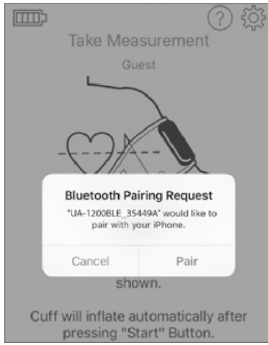 ?
Take Measurement
Guest
Bluetooth Pairing Request
"UA-1200BLE_35449A" would like to
pair with your iPhone.
Cancel Pair
shown.
Cuff will inflate automatically after
pressing "Start" Button.